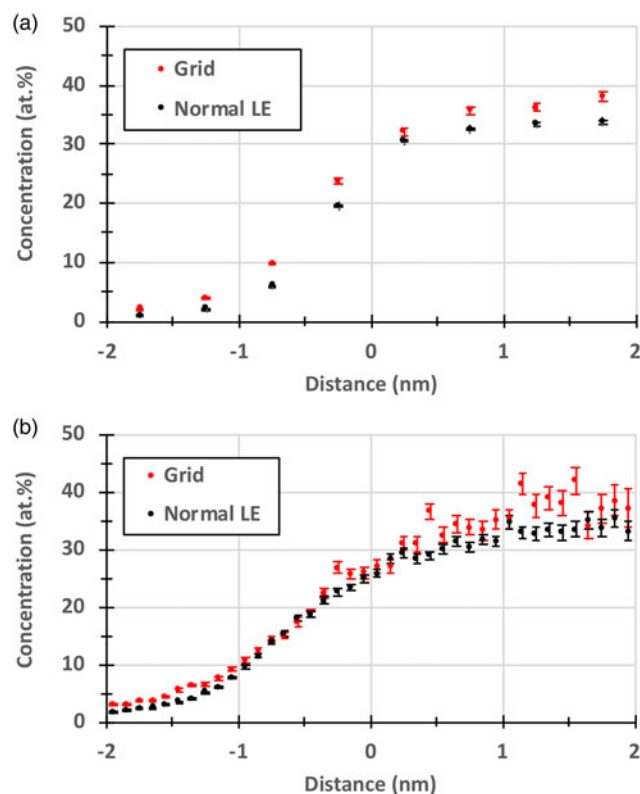 (a)
50
40
30
20
10
0
Concentration (at.%)
Grid
Normal LE
-2
-1
0
1
2
Distance (nm)
(b)
50
40
30
20
10
0
Concentration (at.%)
Grid
Normal LE
-2
-1
0
1
2
Distance (nm)